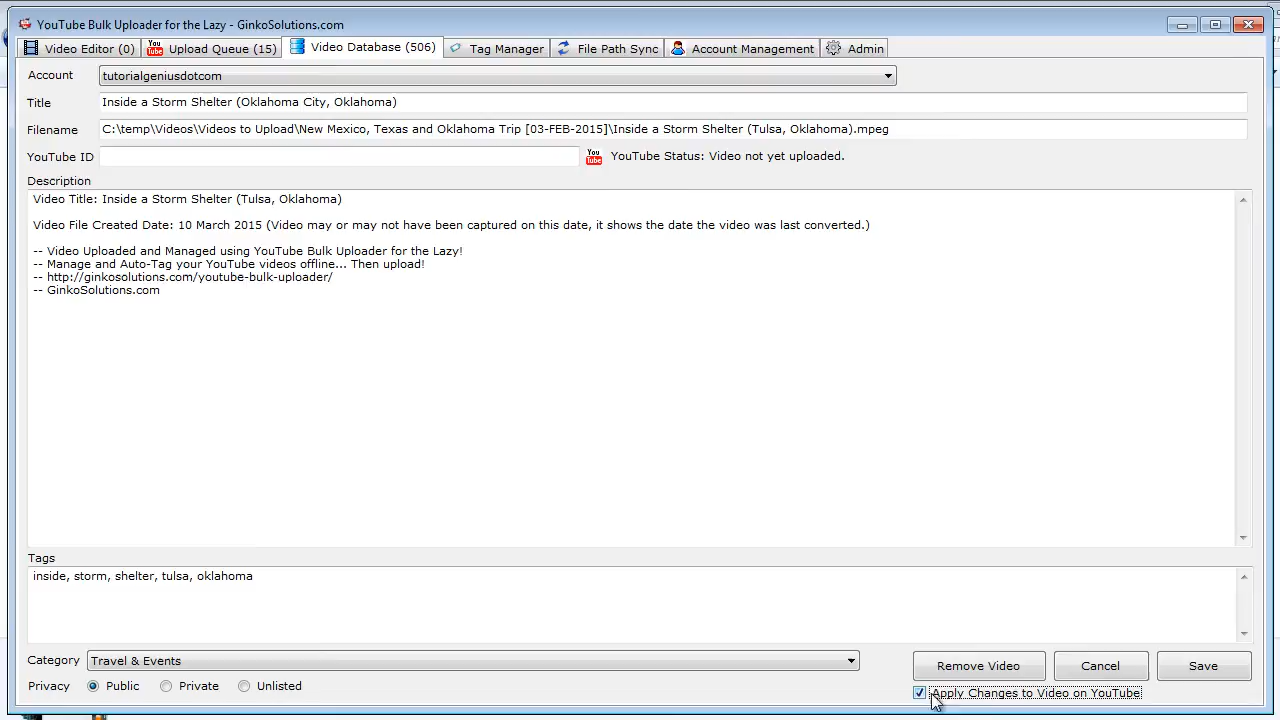 YouTube Bulk Uploader for the Lazy - GinkoSolutions.com
Video Editor (0) You Tube Upload Queue (15) Video Database (506) Tag Manager File Path Sync Account Management Admin
Account tutorialgeniusdotcom
Title Inside a Storm Shelter (Oklahoma City, Oklahoma)
Filename C:\temp\Videos\Videos to Upload\New Mexico, Texas and Oklahoma Trip [03-FEB-2015]\Inside a Storm Shelter (Tulsa, Oklahoma).mpeg
YouTube ID You Tube YouTube Status: Video not yet uploaded.
Description
Video Title: Inside a Storm Shelter (Tulsa, Oklahoma)
Video File Created Date: 10 March 2015 (Video may or may not have been captured on this date, it shows the date the video was last converted.)
-- Video Uploaded and Managed using YouTube Bulk Uploader for the Lazy!
-- Manage and Auto-Tag your YouTube videos offline... Then upload!
-- http://ginkosolutions.com/youtube-bulk-uploader/
-- GinkoSolutions.com
Tags
inside, storm, shelter, tulsa, oklahoma
Category Travel & Events Remove Video Cancel Save
Privacy Public Private Unlisted Apply Changes to Video on YouTube